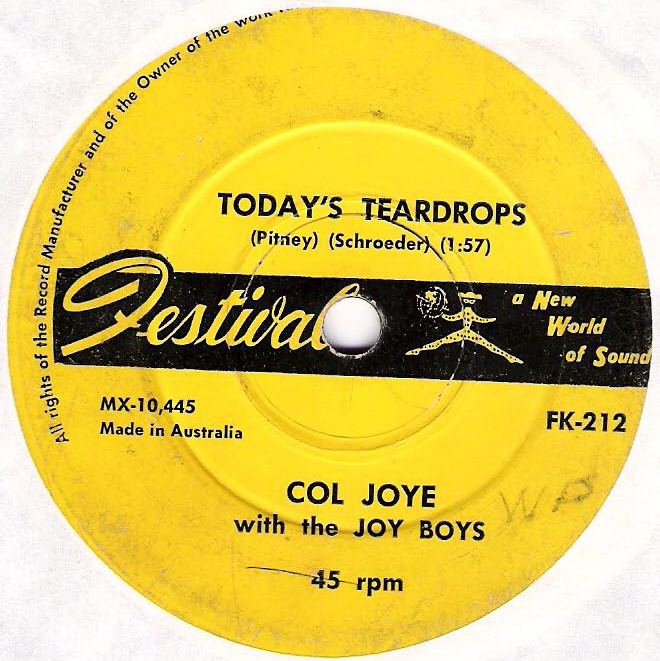 All rights of the Record Manufacturer and of the Owner of the work
TODAY'S TEARDROPS
(Pitney) (Schroeder) (1:57)
Festival
a New
World
of Sound
MX-10,445
Made in Australia
FK-212
COL JOYE
with the JOY BOYS
45 rpm